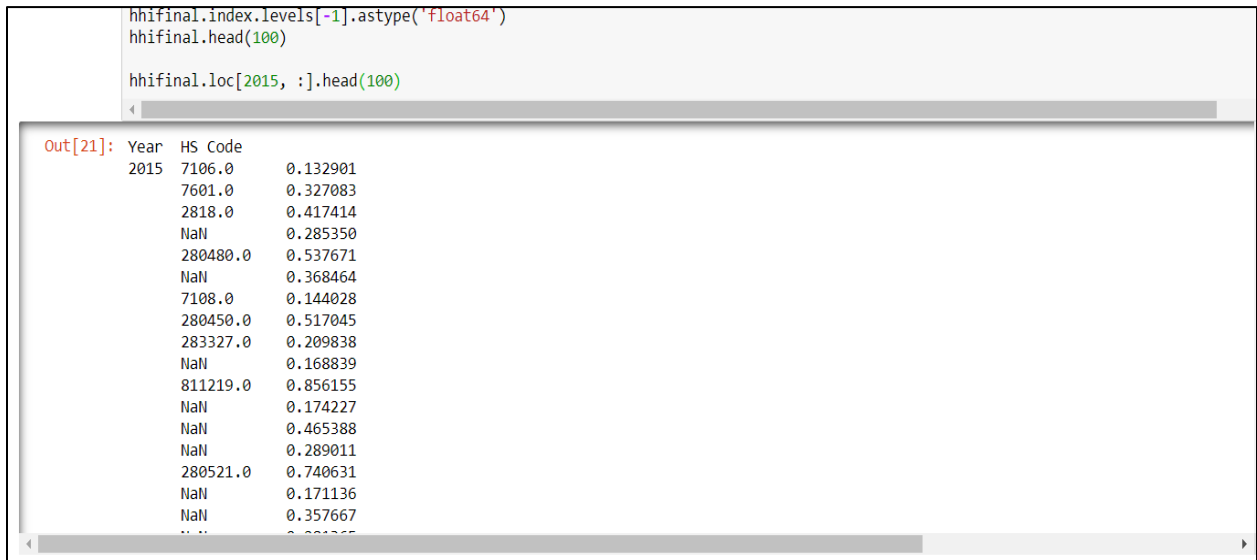 hhifinal.index.levels[-1].astype('float64')
hhifinal.head(100)
hhifinal.loc[2015, :].head(100)
Out[21]: Year HS Code
2015 7106.0 0.132901
7601.0 0.327083
2818.0 0.417414
NaN 0.285350
280480.0 0.537671
NaN 0.368464
7108.0 0.144028
280450.0 0.517045
283327.0 0.209838
NaN 0.168839
811219.0 0.856155
NaN 0.174227
NaN 0.465388
NaN 0.289011
280521.0 0.740631
NaN 0.171136
NaN 0.357667